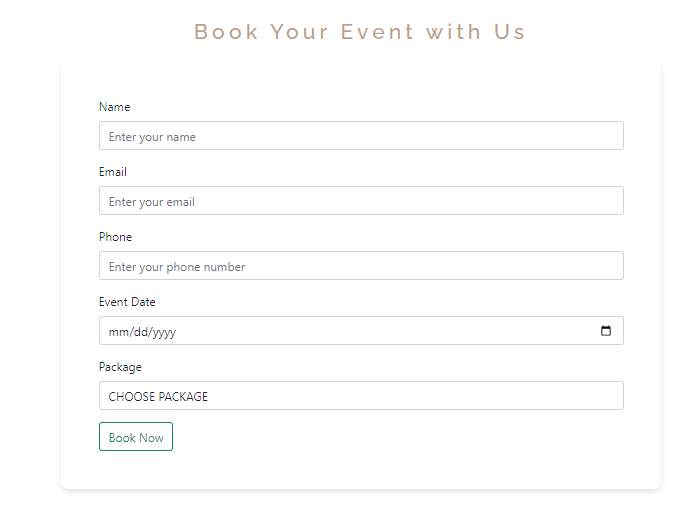 Book Your Event with Us
Name
Enter your name
Email
Enter your email
Phone
Enter your phone number
Event Date
mm/dd/yyyy
Package
CHOOSE PACKAGE
Book Now